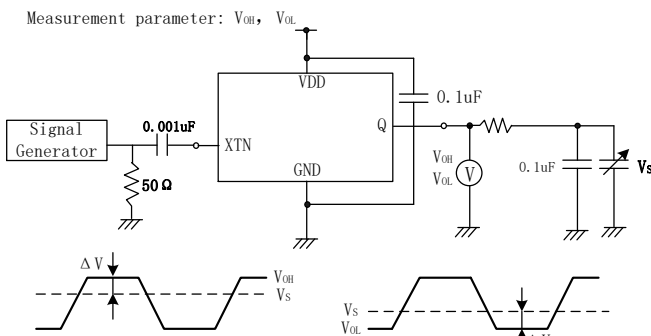 Measurement parameter: VOH, VOL
VDD
0.1uF
Signal
Generator
0.001uF
XTN
Q
50Ω
GND
VOH
VOL
V
0.1uF
VS
ΔV
VOH
VS
VS
VOL